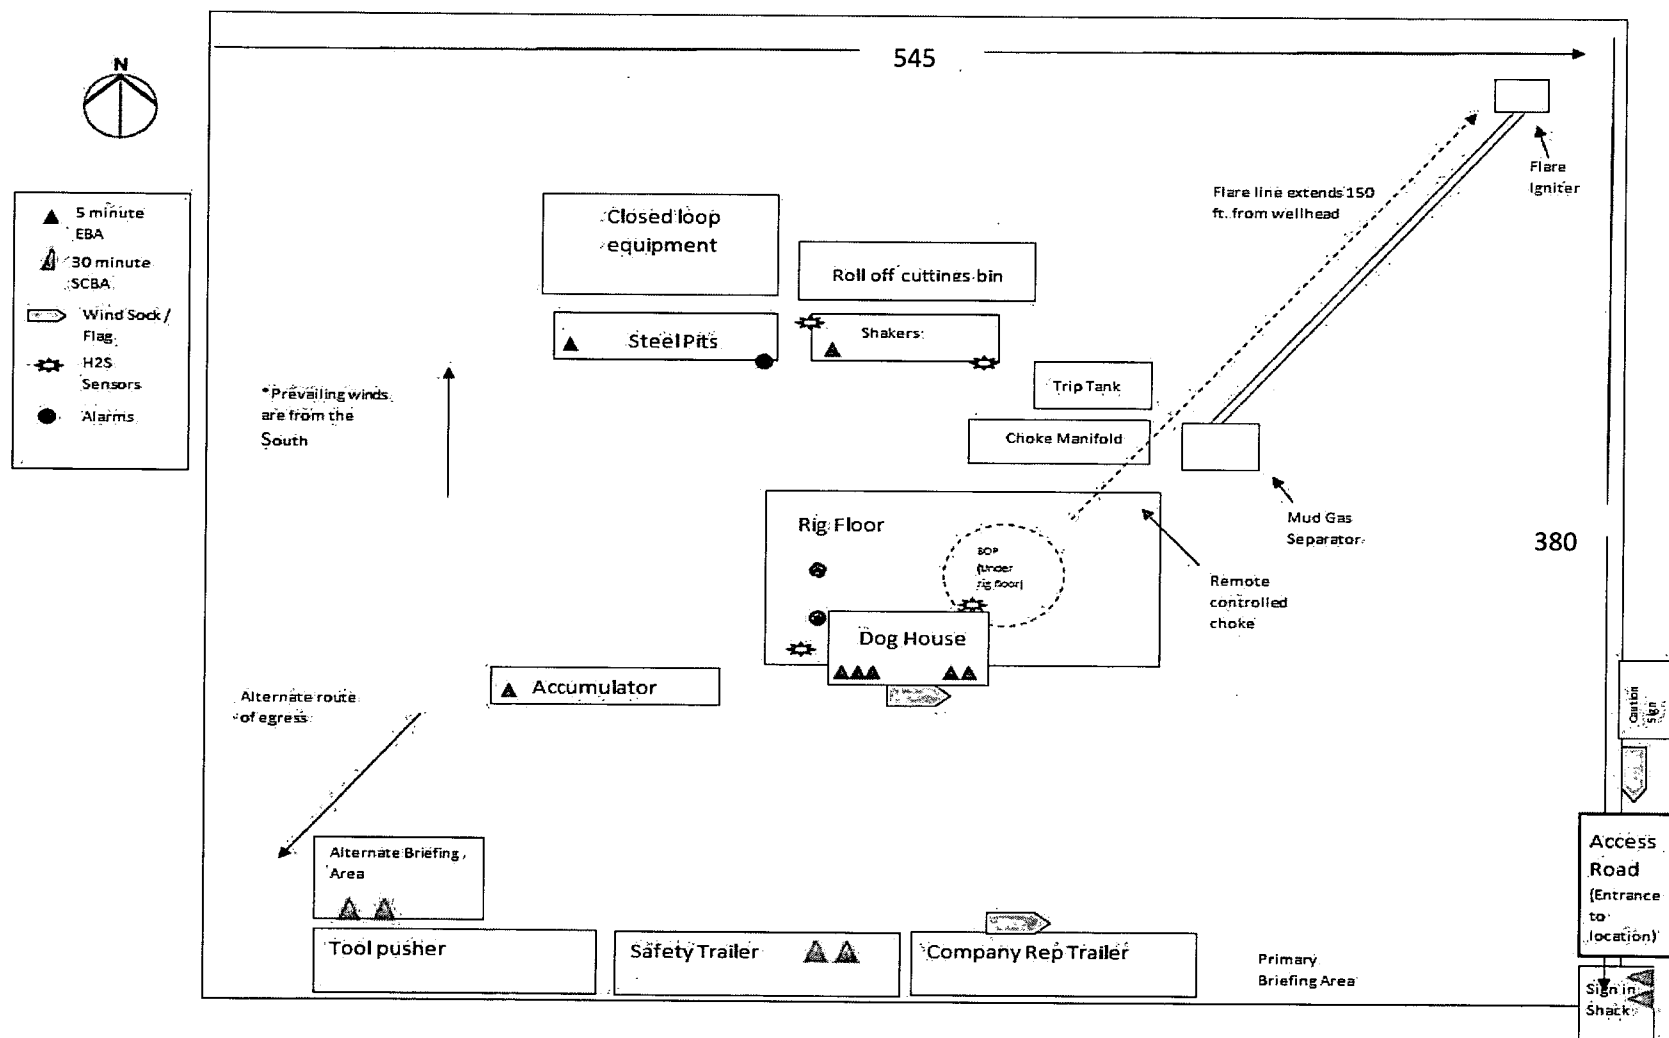 545
N
5 minute
EBA
30 minute
SCBA
Wind Sock /
Flag
H2S
Sensors
Alarms
Flare
Igniter
Flare line extends 150
ft. from wellhead
Closed loop
equipment
Roll off cuttings bin
Steel Pits
Shakers
Trip Tank
Choke Manifold
*Prevailing winds
are from the
South
Mud Gas
Separator
380
Rig Floor
BOP
(Under
rig floor)
Remote
controlled
choke
Dog House
Accumulator
Alternate route
of egress
Caution
Sign
Access
Road
(Entrance
to
location)
Alternate Briefing
Area
Tool pusher
Safety Trailer
Company Rep Trailer
Primary
Briefing Area
Sign in
Shack